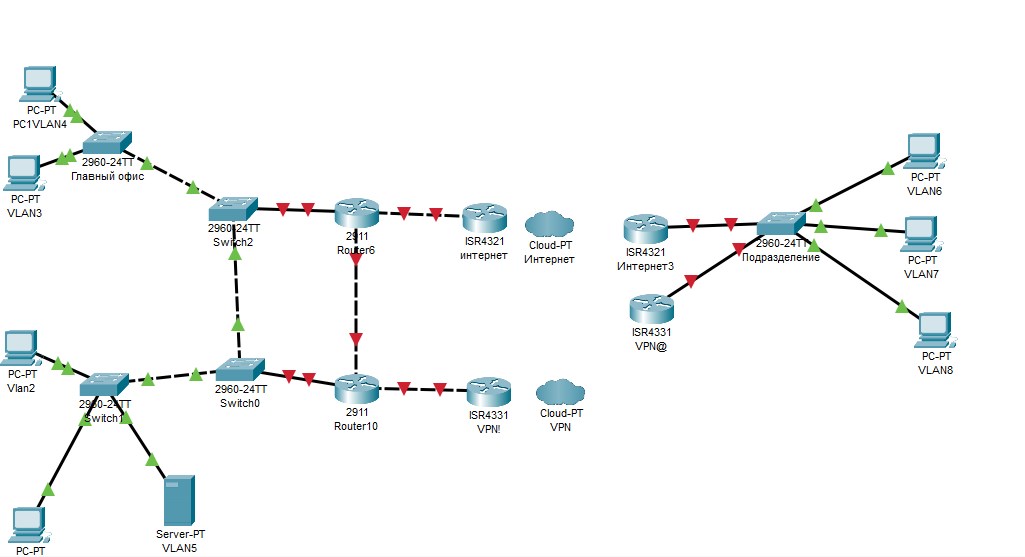 PC-PT
PC1VLAN4
2960-24TT
Главный офис
PC-PT
VLAN3
2960-24TT
Switch2
2911
Router6
ISR4321
интернет
Cloud-PT
Интернет
ISR4321
Интернет3
2960-24TT
Подразделение
PC-PT
VLAN6
PC-PT
VLAN7
ISR4331
VPN@
PC-PT
VLAN8
PC-PT
Vlan2
2960-24TT
Switch1
2960-24TT
Switch0
2911
Router10
ISR4331
VPN!
Cloud-PT
VPN
Server-PT
VLAN5
PC-PT